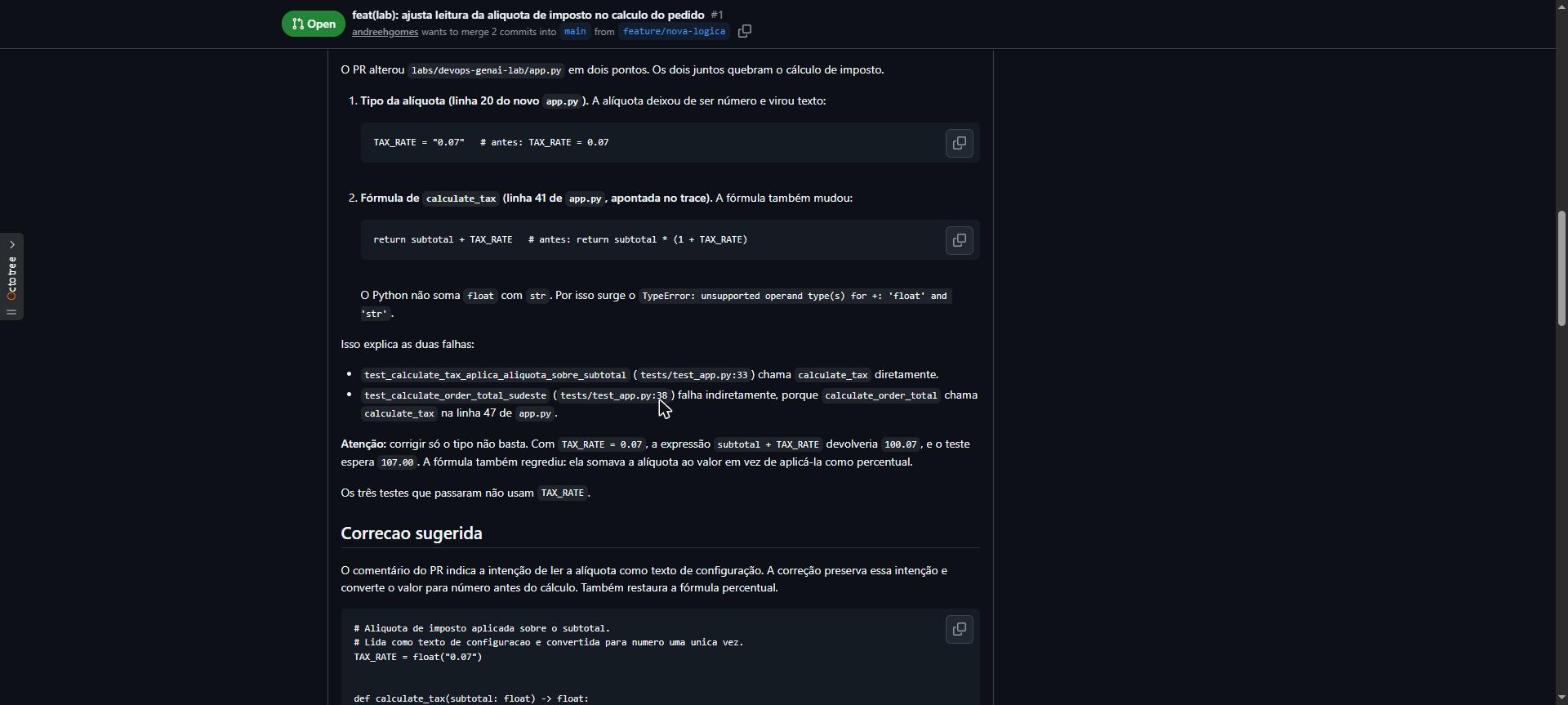 Open
feat(lab): ajusta leitura da aliquota de imposto no calculo do pedido #1
andreehgomes wants to merge 2 commits into main from feature/nova-logica
O PR alterou labs/devops-genai-lab/app.py em dois pontos. Os dois juntos quebram o cálculo de imposto.
1. Tipo da alíquota (linha 20 do novo app.py). A alíquota deixou de ser número e virou texto:
TAX_RATE = "0.07"   # antes: TAX_RATE = 0.07
2. Fórmula de calculate_tax (linha 41 de app.py, apontada no trace). A fórmula também mudou:
return subtotal + TAX_RATE   # antes: return subtotal * (1 + TAX_RATE)
Octotree
O Python não soma float com str. Por isso surge o TypeError: unsupported operand type(s) for +: 'float' and
'str'.
Isso explica as duas falhas:
• test_calculate_tax_aplica_aliquota_sobre_subtotal (tests/test_app.py:33) chama calculate_tax diretamente.
• test_calculate_order_total_sudeste (tests/test_app.py:38) falha indiretamente, porque calculate_order_total chama
calculate_tax na linha 47 de app.py.
Atenção: corrigir só o tipo não basta. Com TAX_RATE = 0.07, a expressão subtotal + TAX_RATE devolveria 100.07, e o teste
espera 107.00. A fórmula também regrediu: ela somava a alíquota ao valor em vez de aplicá-la como percentual.
Os três testes que passaram não usam TAX_RATE.
Correcao sugerida
O comentário do PR indica a intenção de ler a alíquota como texto de configuração. A correção preserva essa intenção e
converte o valor para número antes do cálculo. Também restaura a fórmula percentual.
# Aliquota de imposto aplicada sobre o subtotal.
# Lida como texto de configuracao e convertida para numero uma unica vez.
TAX_RATE = float("0.07")
def calculate_tax(subtotal: float) -> float: